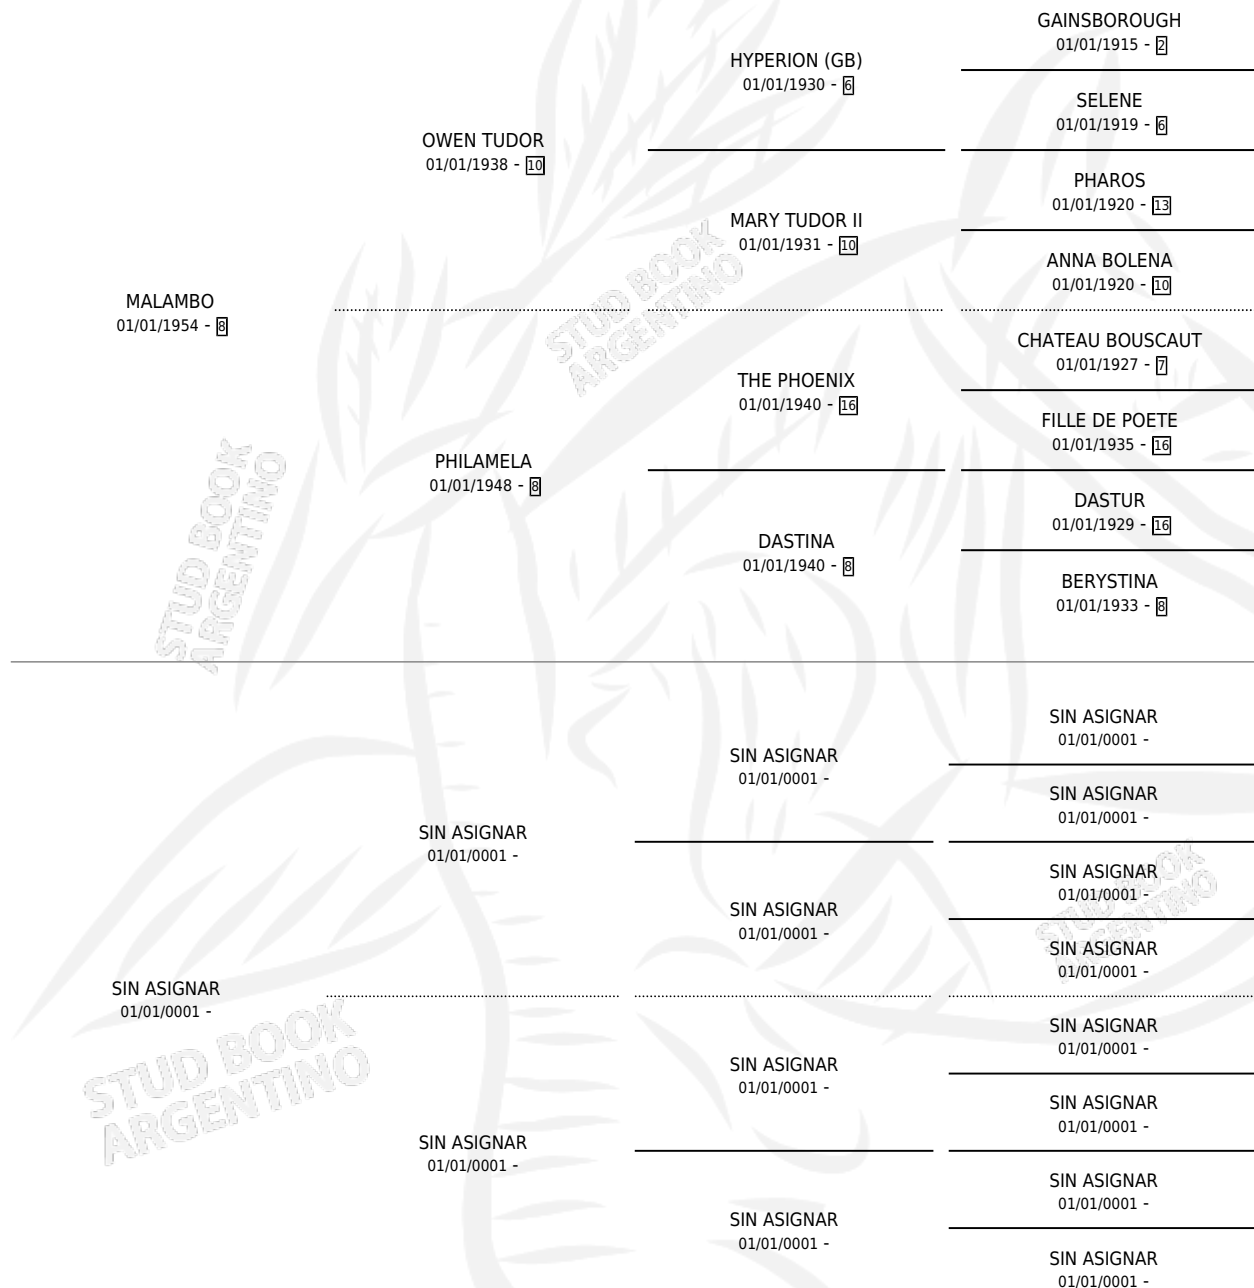 GAINSBOROUGH
01/01/1915 - 2
HYPERION (GB)
01/01/1930 - 6
SELENE
01/01/1919 - 6
OWEN TUDOR
01/01/1938 - 10
PHAROS
01/01/1920 - 13
MARY TUDOR II
01/01/1931 - 10
ANNA BOLENA
01/01/1920 - 10
MALAMBO
01/01/1954 - 8
STUD BOOK
ARGENTINO
CHATEAU BOUSCAUT
01/01/1927 - 7
THE PHOENIX
01/01/1940 - 16
FILLE DE POETE
01/01/1935 - 16
PHILAMELA
01/01/1948 - 8
DASTUR
01/01/1929 - 16
DASTINA
01/01/1940 - 8
BERYSTINA
01/01/1933 - 8
STUD BOOK
ARGENTINO
SIN ASIGNAR
01/01/0001 -
SIN ASIGNAR
01/01/0001 -
SIN ASIGNAR
01/01/0001 -
SIN ASIGNAR
01/01/0001 -
SIN ASIGNAR
01/01/0001 -
SIN ASIGNAR
01/01/0001 -
SIN ASIGNAR
01/01/0001 -
STUD BOOK
ARGENTINO
SIN ASIGNAR
01/01/0001 -
SIN ASIGNAR
01/01/0001 -
SIN ASIGNAR
01/01/0001 -
SIN ASIGNAR
01/01/0001 -
STUD BOOK
ARGENTINO
SIN ASIGNAR
01/01/0001 -
SIN ASIGNAR
01/01/0001 -
SIN ASIGNAR
01/01/0001 -
SIN ASIGNAR
01/01/0001 -